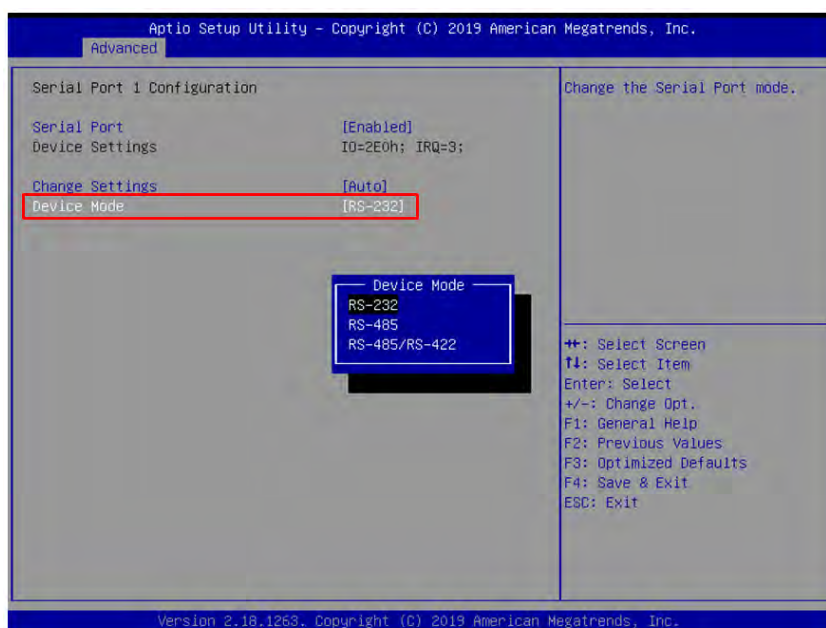 Aptio Setup Utility – Copyright (C) 2019 American Megatrends, Inc.
Advanced
Serial Port 1 Configuration
Serial Port [Enabled]
Device Settings IO=2E0h; IRQ=3;
Change Settings [Auto]
Device Mode [RS-232]
Device Mode
RS-232
RS-485
RS-485/RS-422
Change the Serial Port mode.
→←: Select Screen
↑↓: Select Item
Enter: Select
+/-: Change Opt.
F1: General Help
F2: Previous Values
F3: Optimized Defaults
F4: Save & Exit
ESC: Exit
Version 2.18.1263. Copyright (C) 2019 American Megatrends, Inc.